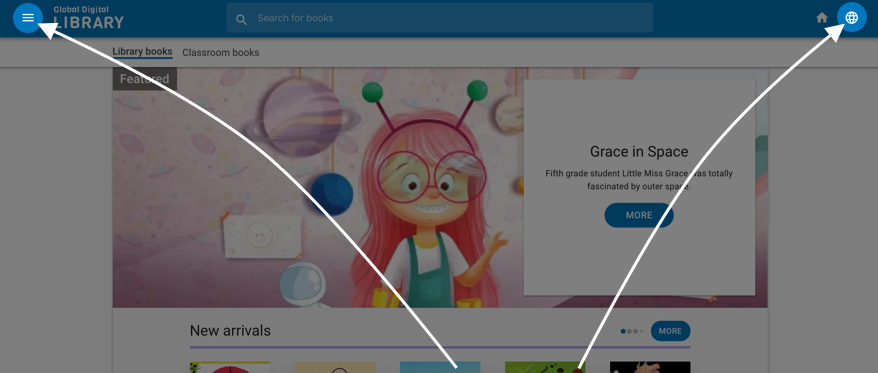 Global Digital
LIBRARY
Search for books
Library books
Classroom books
Featured
Grace in Space
Fifth grade student Little Miss Grace was totally
fascinated by outer space.
MORE
New arrivals
MORE